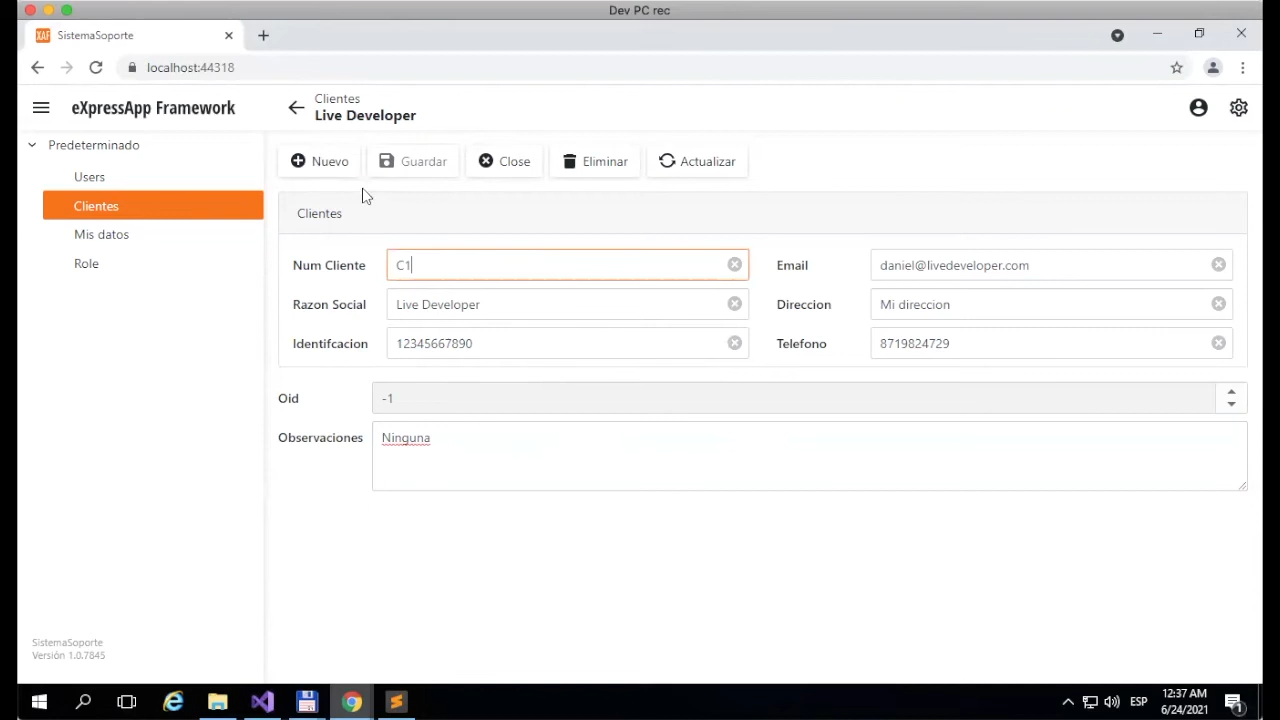 Dev PC rec
XAF SistemaSoporte
localhost:44318
eXpressApp Framework
Clientes
Live Developer
Predeterminado
Users
Clientes
Mis datos
Role
Nuevo Guardar Close Eliminar Actualizar
Clientes
Num Cliente C1 Email daniel@livedeveloper.com
Razon Social Live Developer Direccion Mi direccion
Identifcacion 12345667890 Telefono 8719824729
Oid -1
Observaciones Ninguna
SistemaSoporte
Versión 1.0.7845
ESP 12:37 AM
6/24/2021
1